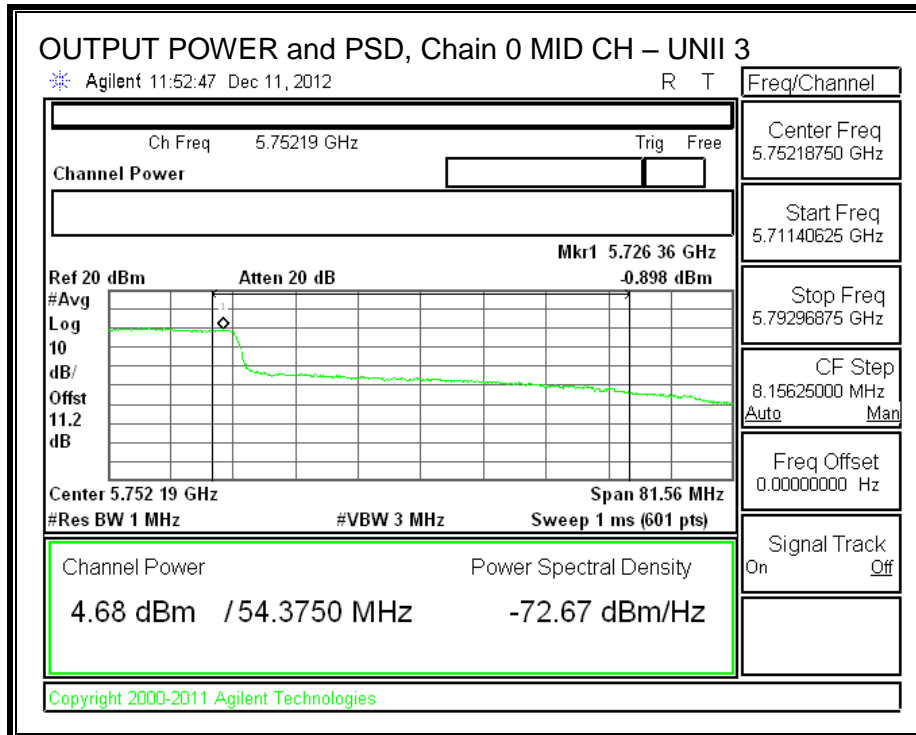 OUTPUT POWER and PSD, Chain 0 MID CH – UNII 3
Agilent 11:52:47 Dec 11, 2012 R T
Freq/Channel
Ch Freq 5.75219 GHz Trig Free
Channel Power
Center Freq
5.75218750 GHz
Start Freq
5.71140625 GHz
Mkr1 5.726 36 GHz
Ref 20 dBm Atten 20 dB -0.898 dBm
#Avg
Log
10
dB/
Offst
11.2
dB
1
Stop Freq
5.79296875 GHz
CF Step
8.15625000 MHz
Auto Man
Freq Offset
0.00000000 Hz
Center 5.752 19 GHz Span 81.56 MHz
#Res BW 1 MHz #VBW 3 MHz Sweep 1 ms (601 pts)
Signal Track
On Off
Channel Power Power Spectral Density
4.68 dBm /54.3750 MHz -72.67 dBm/Hz
Copyright 2000-2011 Agilent Technologies